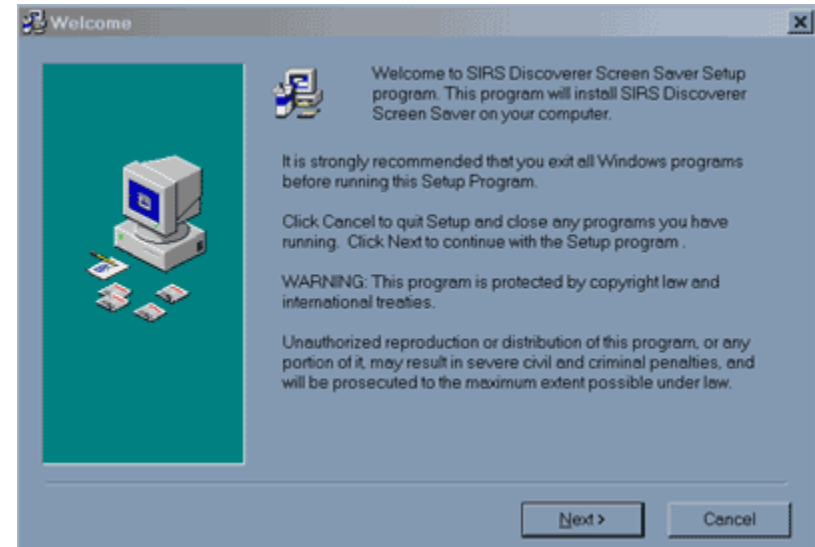 Welcome
Welcome to SIRS Discoverer Screen Saver Setup
program. This program will install SIRS Discoverer
Screen Saver on your computer.
It is strongly recommended that you exit all Windows programs
before running this Setup Program.
Click Cancel to quit Setup and close any programs you have
running. Click Next to continue with the Setup program .
WARNING: This program is protected by copyright law and
international treaties.
Unauthorized reproduction or distribution of this program, or any
portion of it, may result in severe civil and criminal penalties, and
will be prosecuted to the maximum extent possible under law.
Next >
Cancel